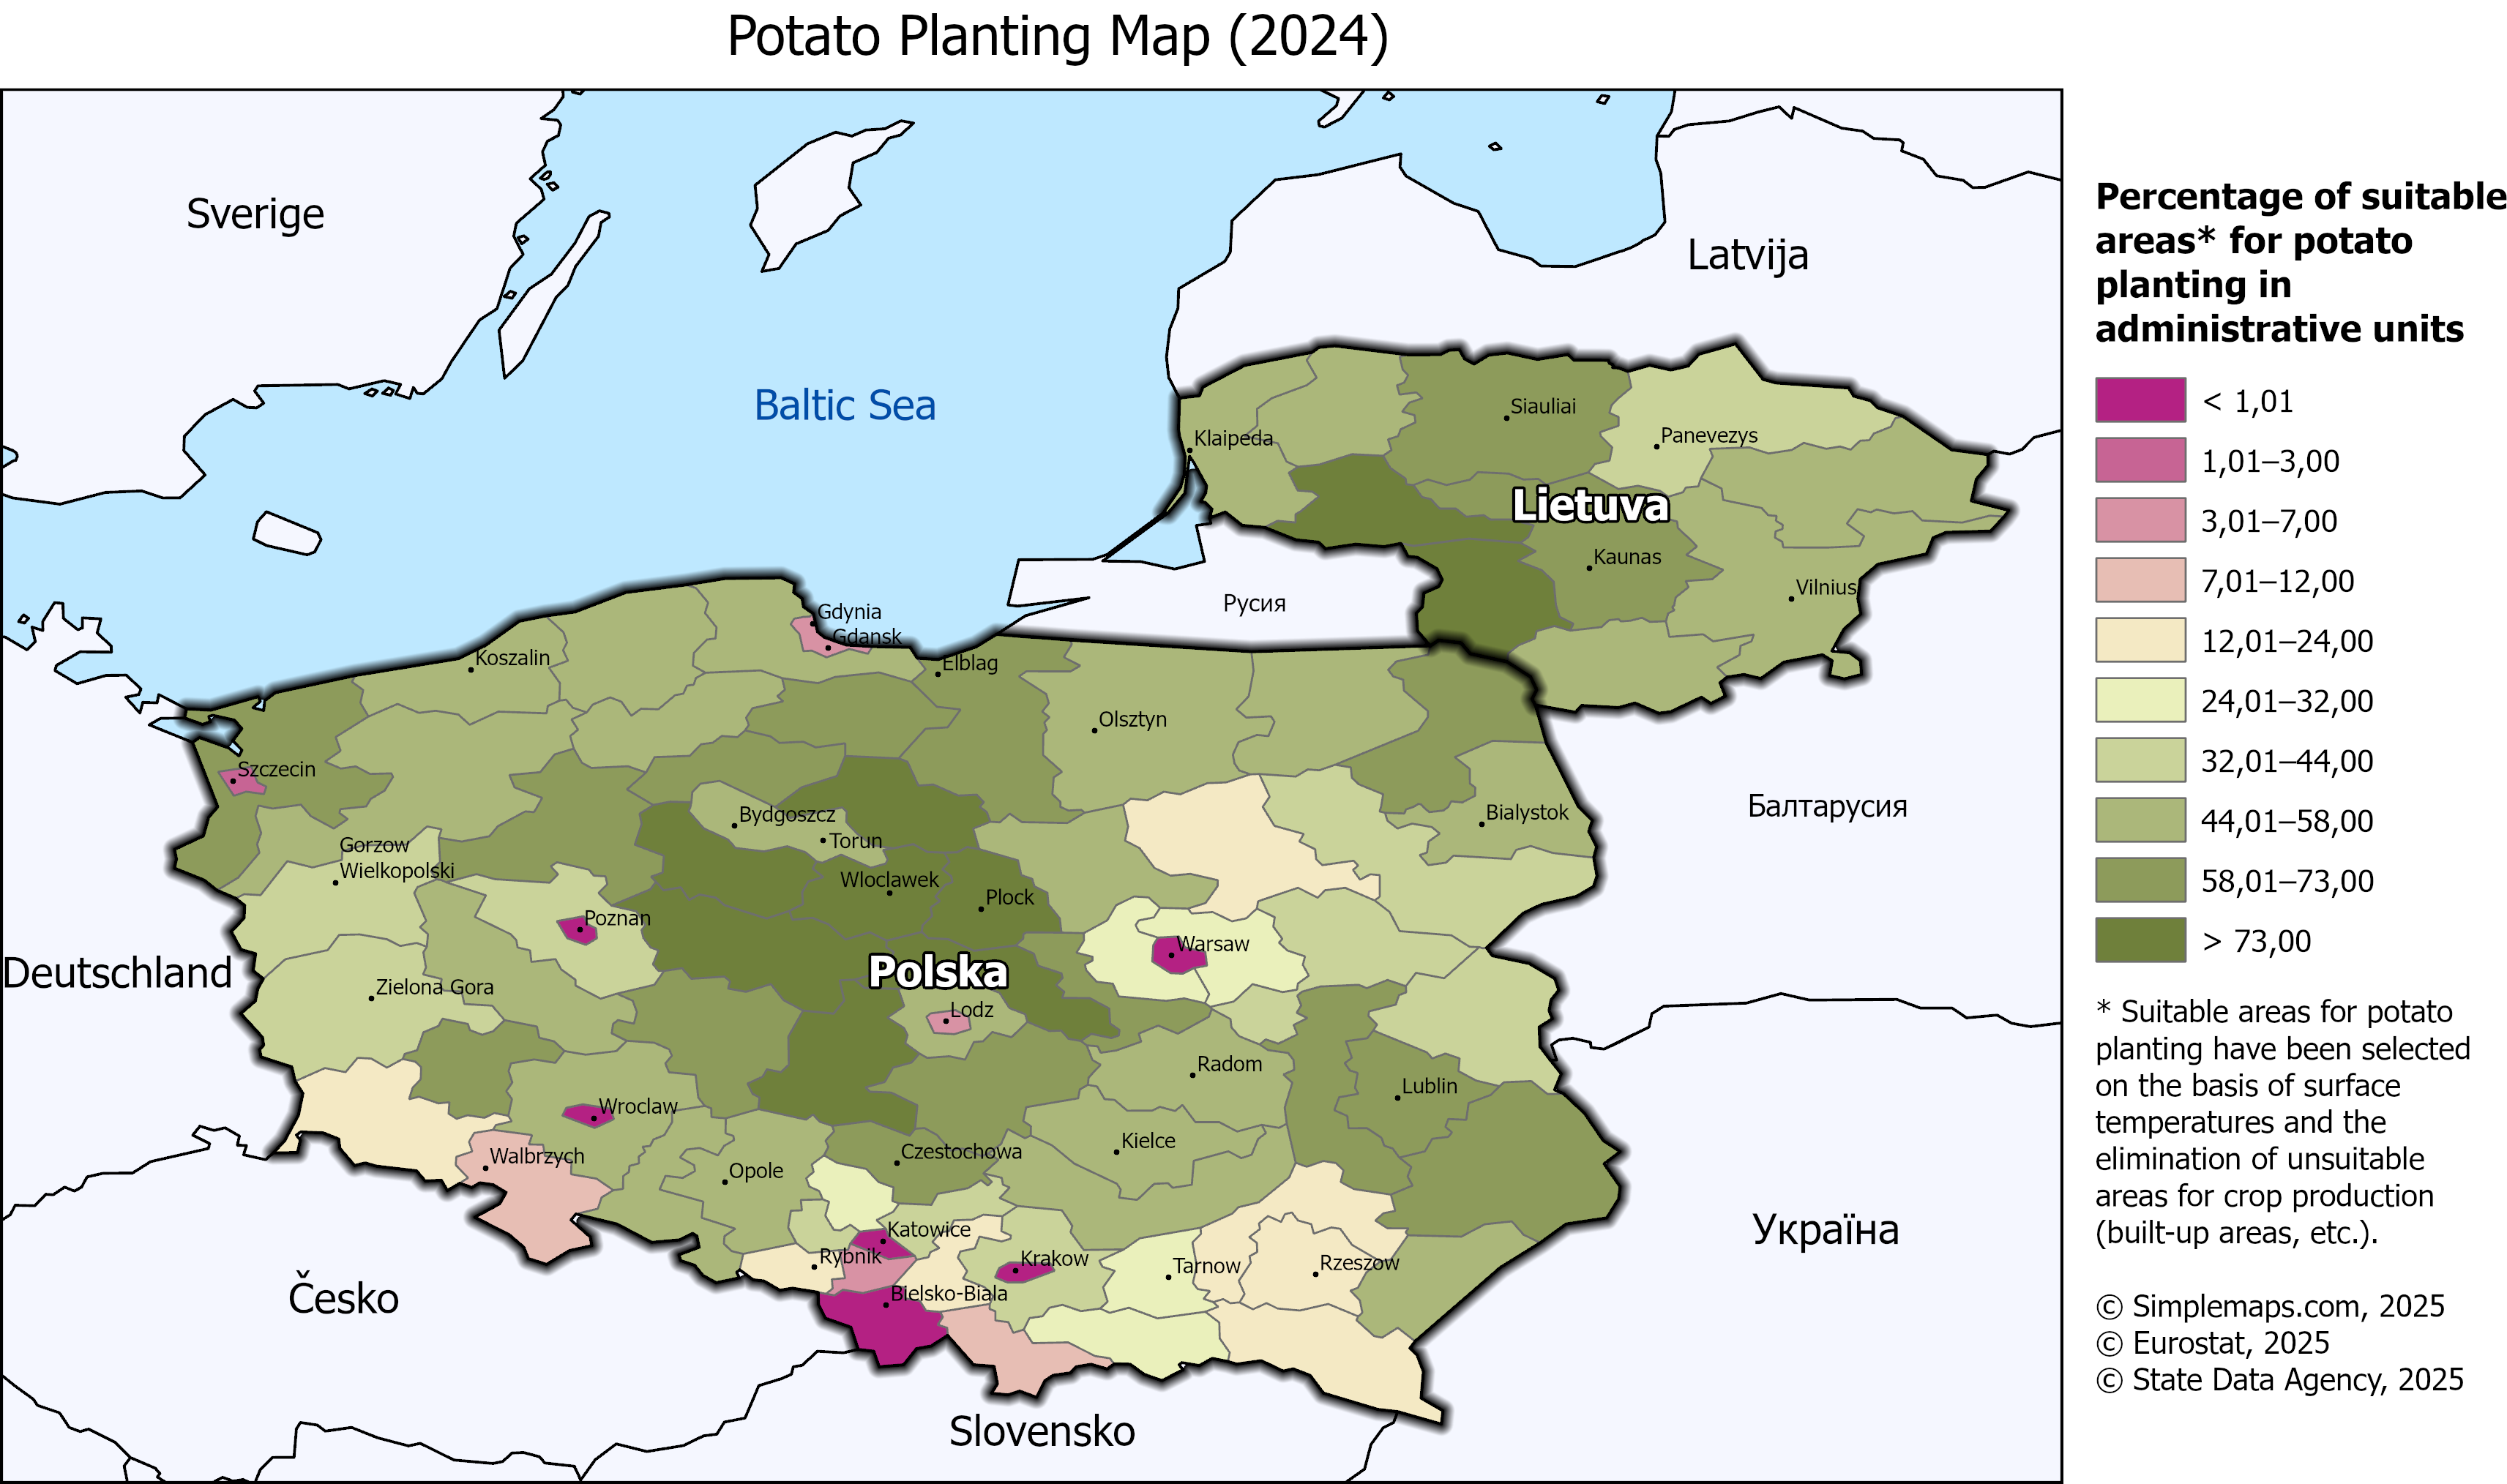 Potato Planting Map (2024)
Sverige
Latvija
Baltic Sea
Siauliai
Klaipeda
Panevezys
Lietuva
Kaunas
Vilnius
Русия
Gdynia
Gdansk
Koszalin
Elblag
Olsztyn
Szczecin
Bydgoszcz
Torun
Bialystok
Балтарусия
Gorzow
Wielkopolski
Wloclawek
Plock
Poznan
Warsaw
Deutschland
Polska
Zielona Gora
Lodz
Radom
Lublin
Wroclaw
Kielce
Czestochowa
Walbrzych
Opole
Katowice
Україна
Rybnik
Krakow
Tarnow
Rzeszow
Bielsko-Biala
Česko
Slovensko
Percentage of suitable
areas* for potato
planting in
administrative units
< 1,01
1,01–3,00
3,01–7,00
7,01–12,00
12,01–24,00
24,01–32,00
32,01–44,00
44,01–58,00
58,01–73,00
> 73,00
* Suitable areas for potato
planting have been selected
on the basis of surface
temperatures and the
elimination of unsuitable
areas for crop production
(built-up areas, etc.).
© Simplemaps.com, 2025
© Eurostat, 2025
© State Data Agency, 2025